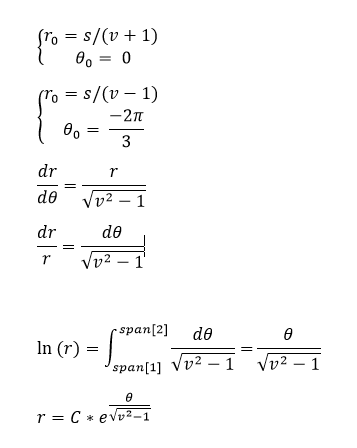 r₀ = s/(v + 1)
θ₀ = 0
r₀ = s/(v − 1)
θ₀ = −2π/3
dr/dθ = r/√(v² − 1)
dr/r = dθ/√(v² − 1)
ln (r) = ∫_span[1]^span[2] dθ/√(v² − 1) = θ/√(v² − 1)
r = C * e^(θ/√(v²−1))